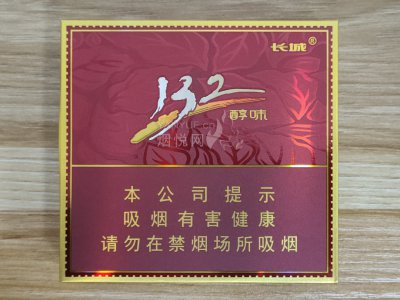 长城®
132
醇味
烟悦网
本公司提示
吸烟有害健康
请勿在禁烟场所吸烟